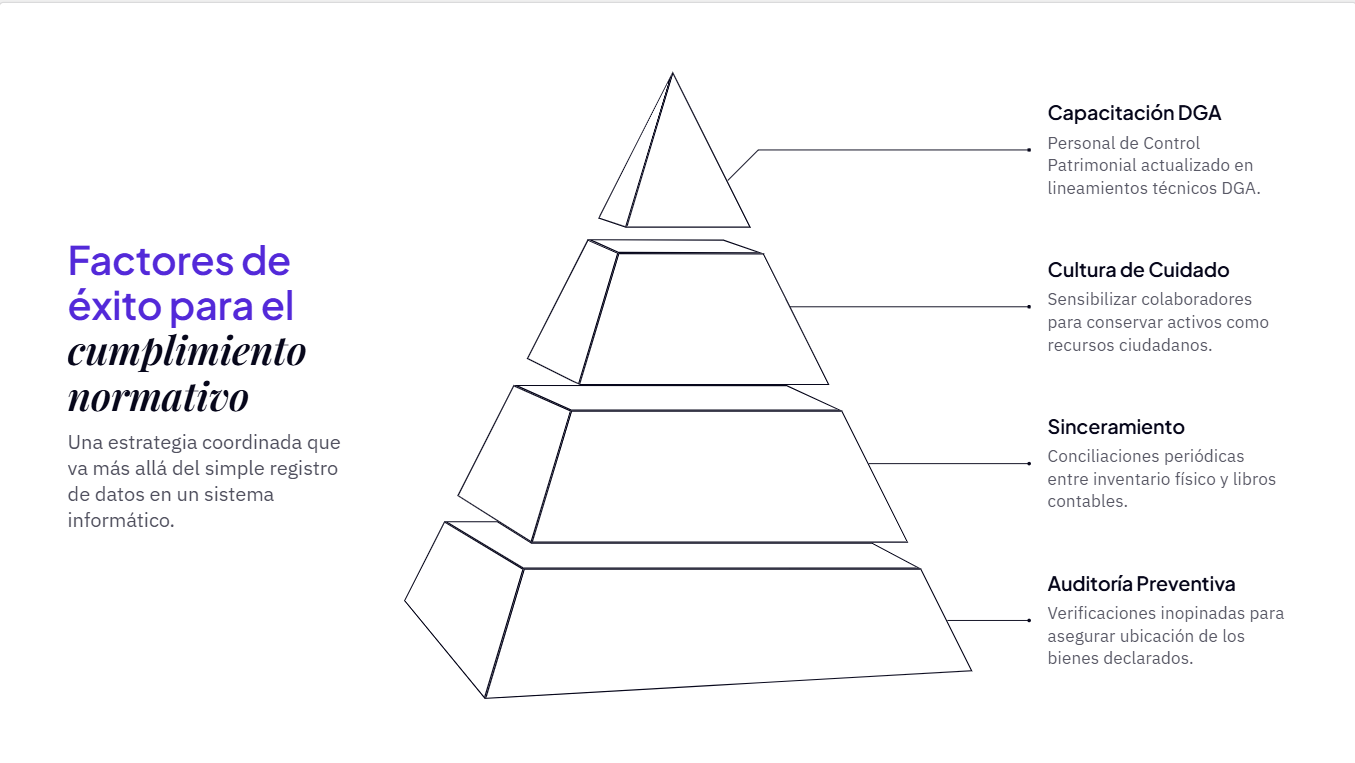 Factores de
éxito para el
cumplimiento
normativo
Una estrategia coordinada que
va más allá del simple registro
de datos en un sistema
informático.
Capacitación DGA
Personal de Control
Patrimonial actualizado en
lineamientos técnicos DGA.
Cultura de Cuidado
Sensibilizar colaboradores
para conservar activos como
recursos ciudadanos.
Sinceramiento
Conciliaciones periódicas
entre inventario físico y libros
contables.
Auditoría Preventiva
Verificaciones inopinadas para
asegurar ubicación de los
bienes declarados.